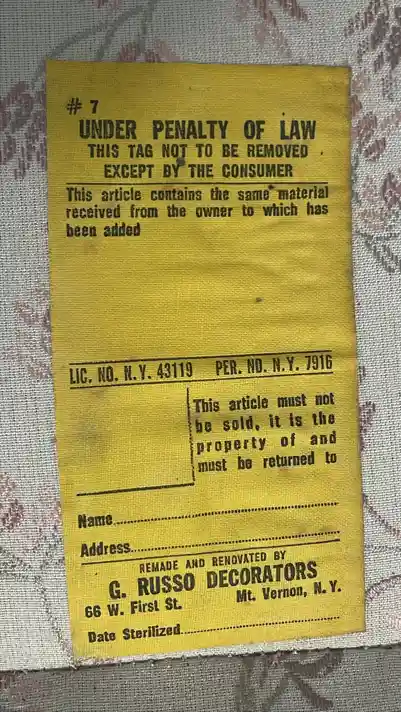 # 7
UNDER PENALTY OF LAW
THIS TAG NOT TO BE REMOVED
EXCEPT BY THE CONSUMER
This article contains the same material
received from the owner to which has
been added
LIC. NO. N.Y. 43119 PER. NO. N.Y. 7916
This article must not
be sold, it is the
property of and
must be returned to
Name
Address
REMADE AND RENOVATED BY
G. RUSSO DECORATORS
66 W. First St. Mt. Vernon, N. Y.
Date Sterilized